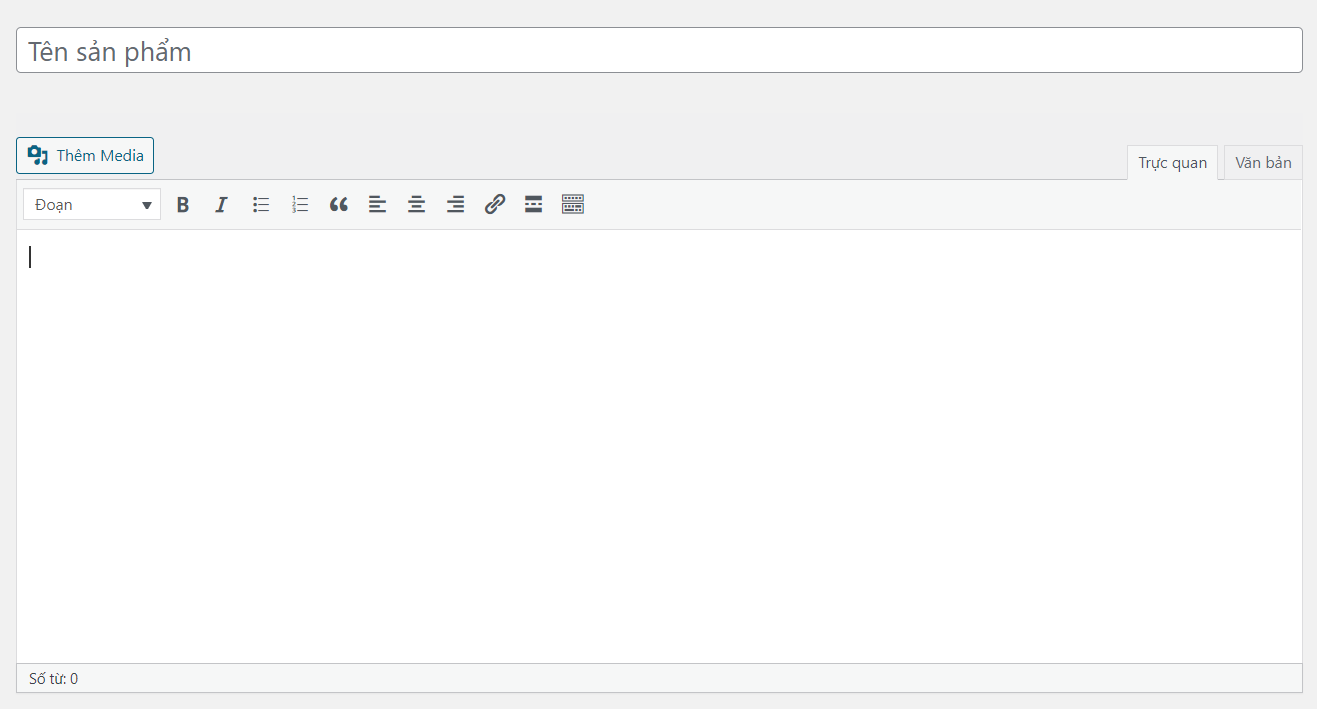 Tên sản phẩm
Thêm Media
Trực quan Văn bản
Đoạn
Số từ: 0